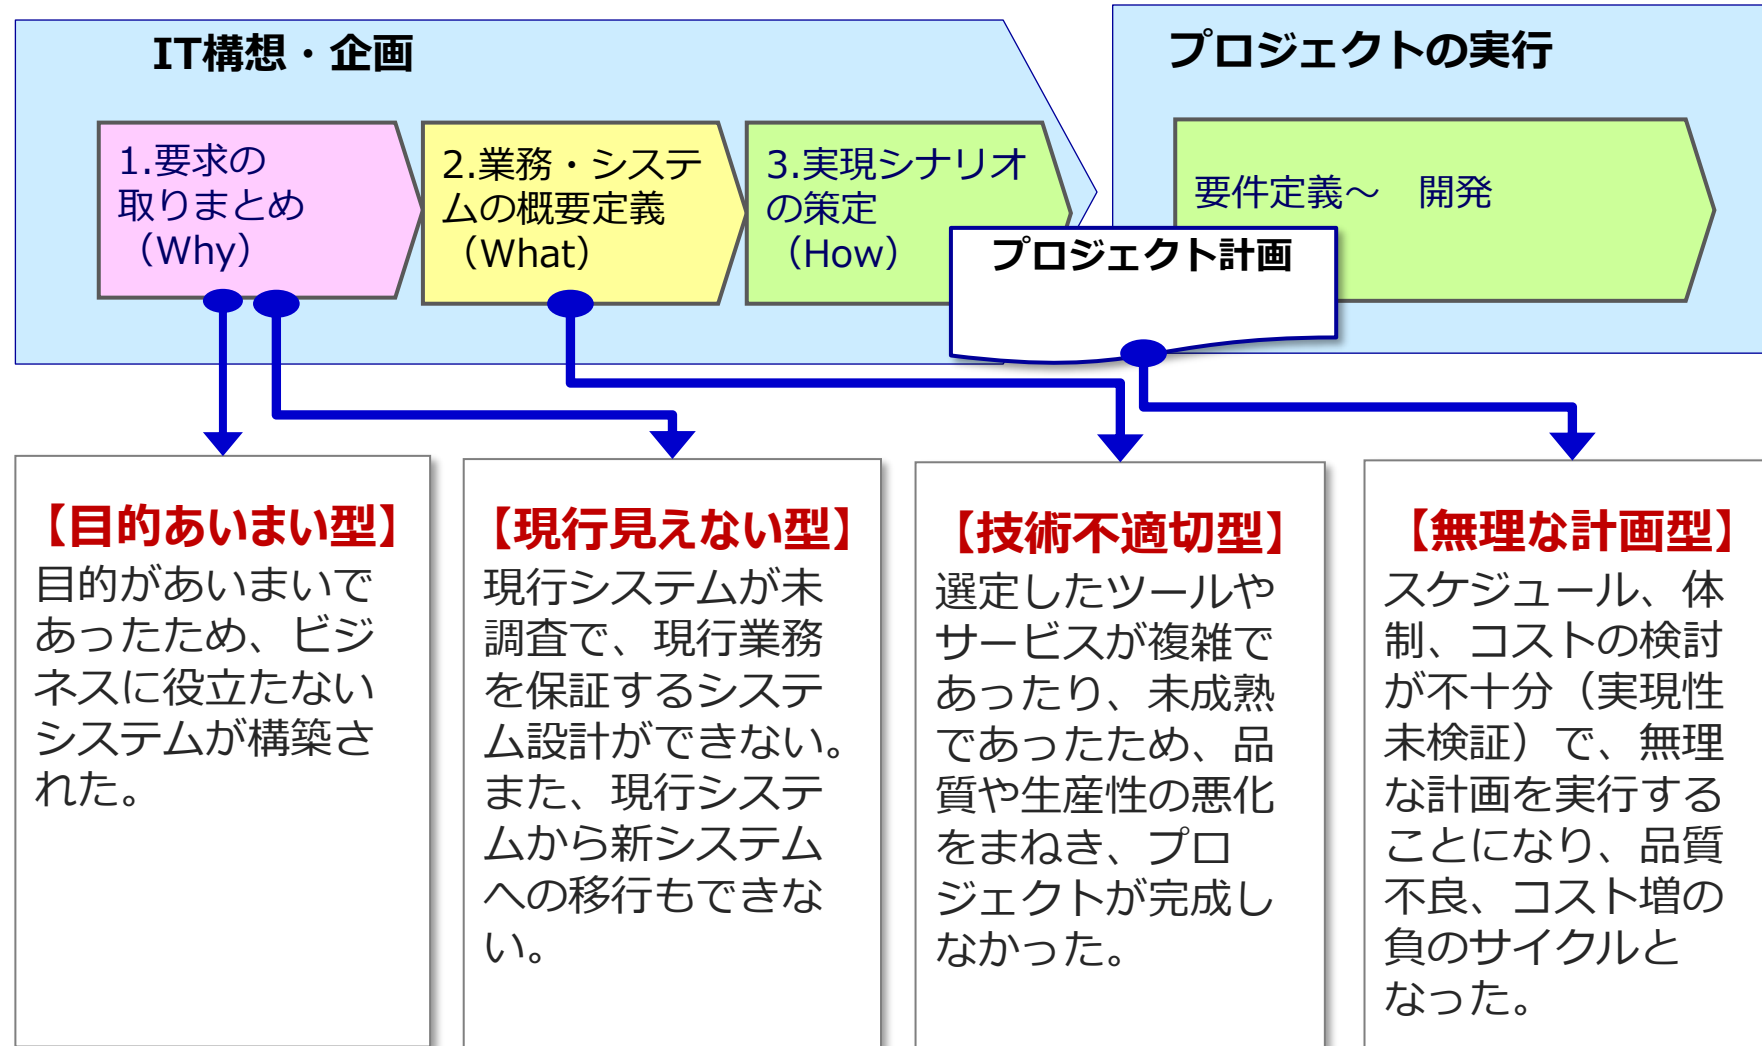 IT構想・企画
プロジェクトの実行
1.要求の
取りまとめ
（Why）
2.業務・システ
ムの概要定義
（What）
3.実現シナリオ
の策定
（How）
要件定義～　開発
プロジェクト計画
【目的あいまい型】
目的があいまいで
あったため、ビジ
ネスに役立たない
システムが構築さ
れた。
【現行見えない型】
現行システムが未
調査で、現行業務
を保証するシステ
ム設計ができない。
また、現行システ
ムから新システム
への移行もできな
い。
【技術不適切型】
選定したツールや
サービスが複雑で
あったり、未成熟
であったため、品
質や生産性の悪化
をまねき、プロ
ジェクトが完成し
なかった。
【無理な計画型】
スケジュール、体
制、コストの検討
が不十分（実現性
未検証）で、無理
な計画を実行する
ことになり、品質
不良、コスト増の
負のサイクルと
なった。